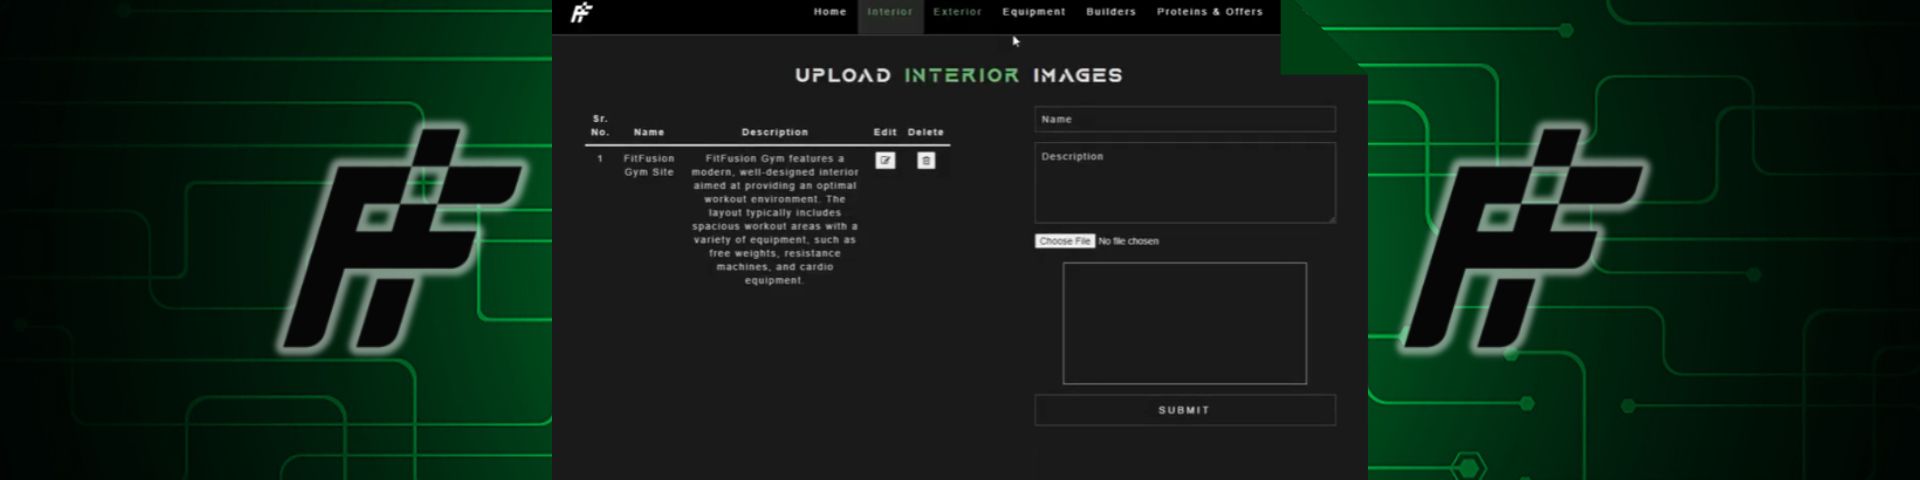 Home Interior Exterior Equipment Builders Proteins & Offers
UPLOAD INTERIOR IMAGES
Sr.
No. Name Description Edit Delete
1 FitFusion FitFusion Gym features a
Gym Site modern, well-designed interior
aimed at providing an optimal
workout environment. The
layout typically includes
spacious workout areas with a
variety of equipment, such as
free weights, resistance
machines, and cardio
equipment.
Name
Description
Choose File No file chosen
SUBMIT